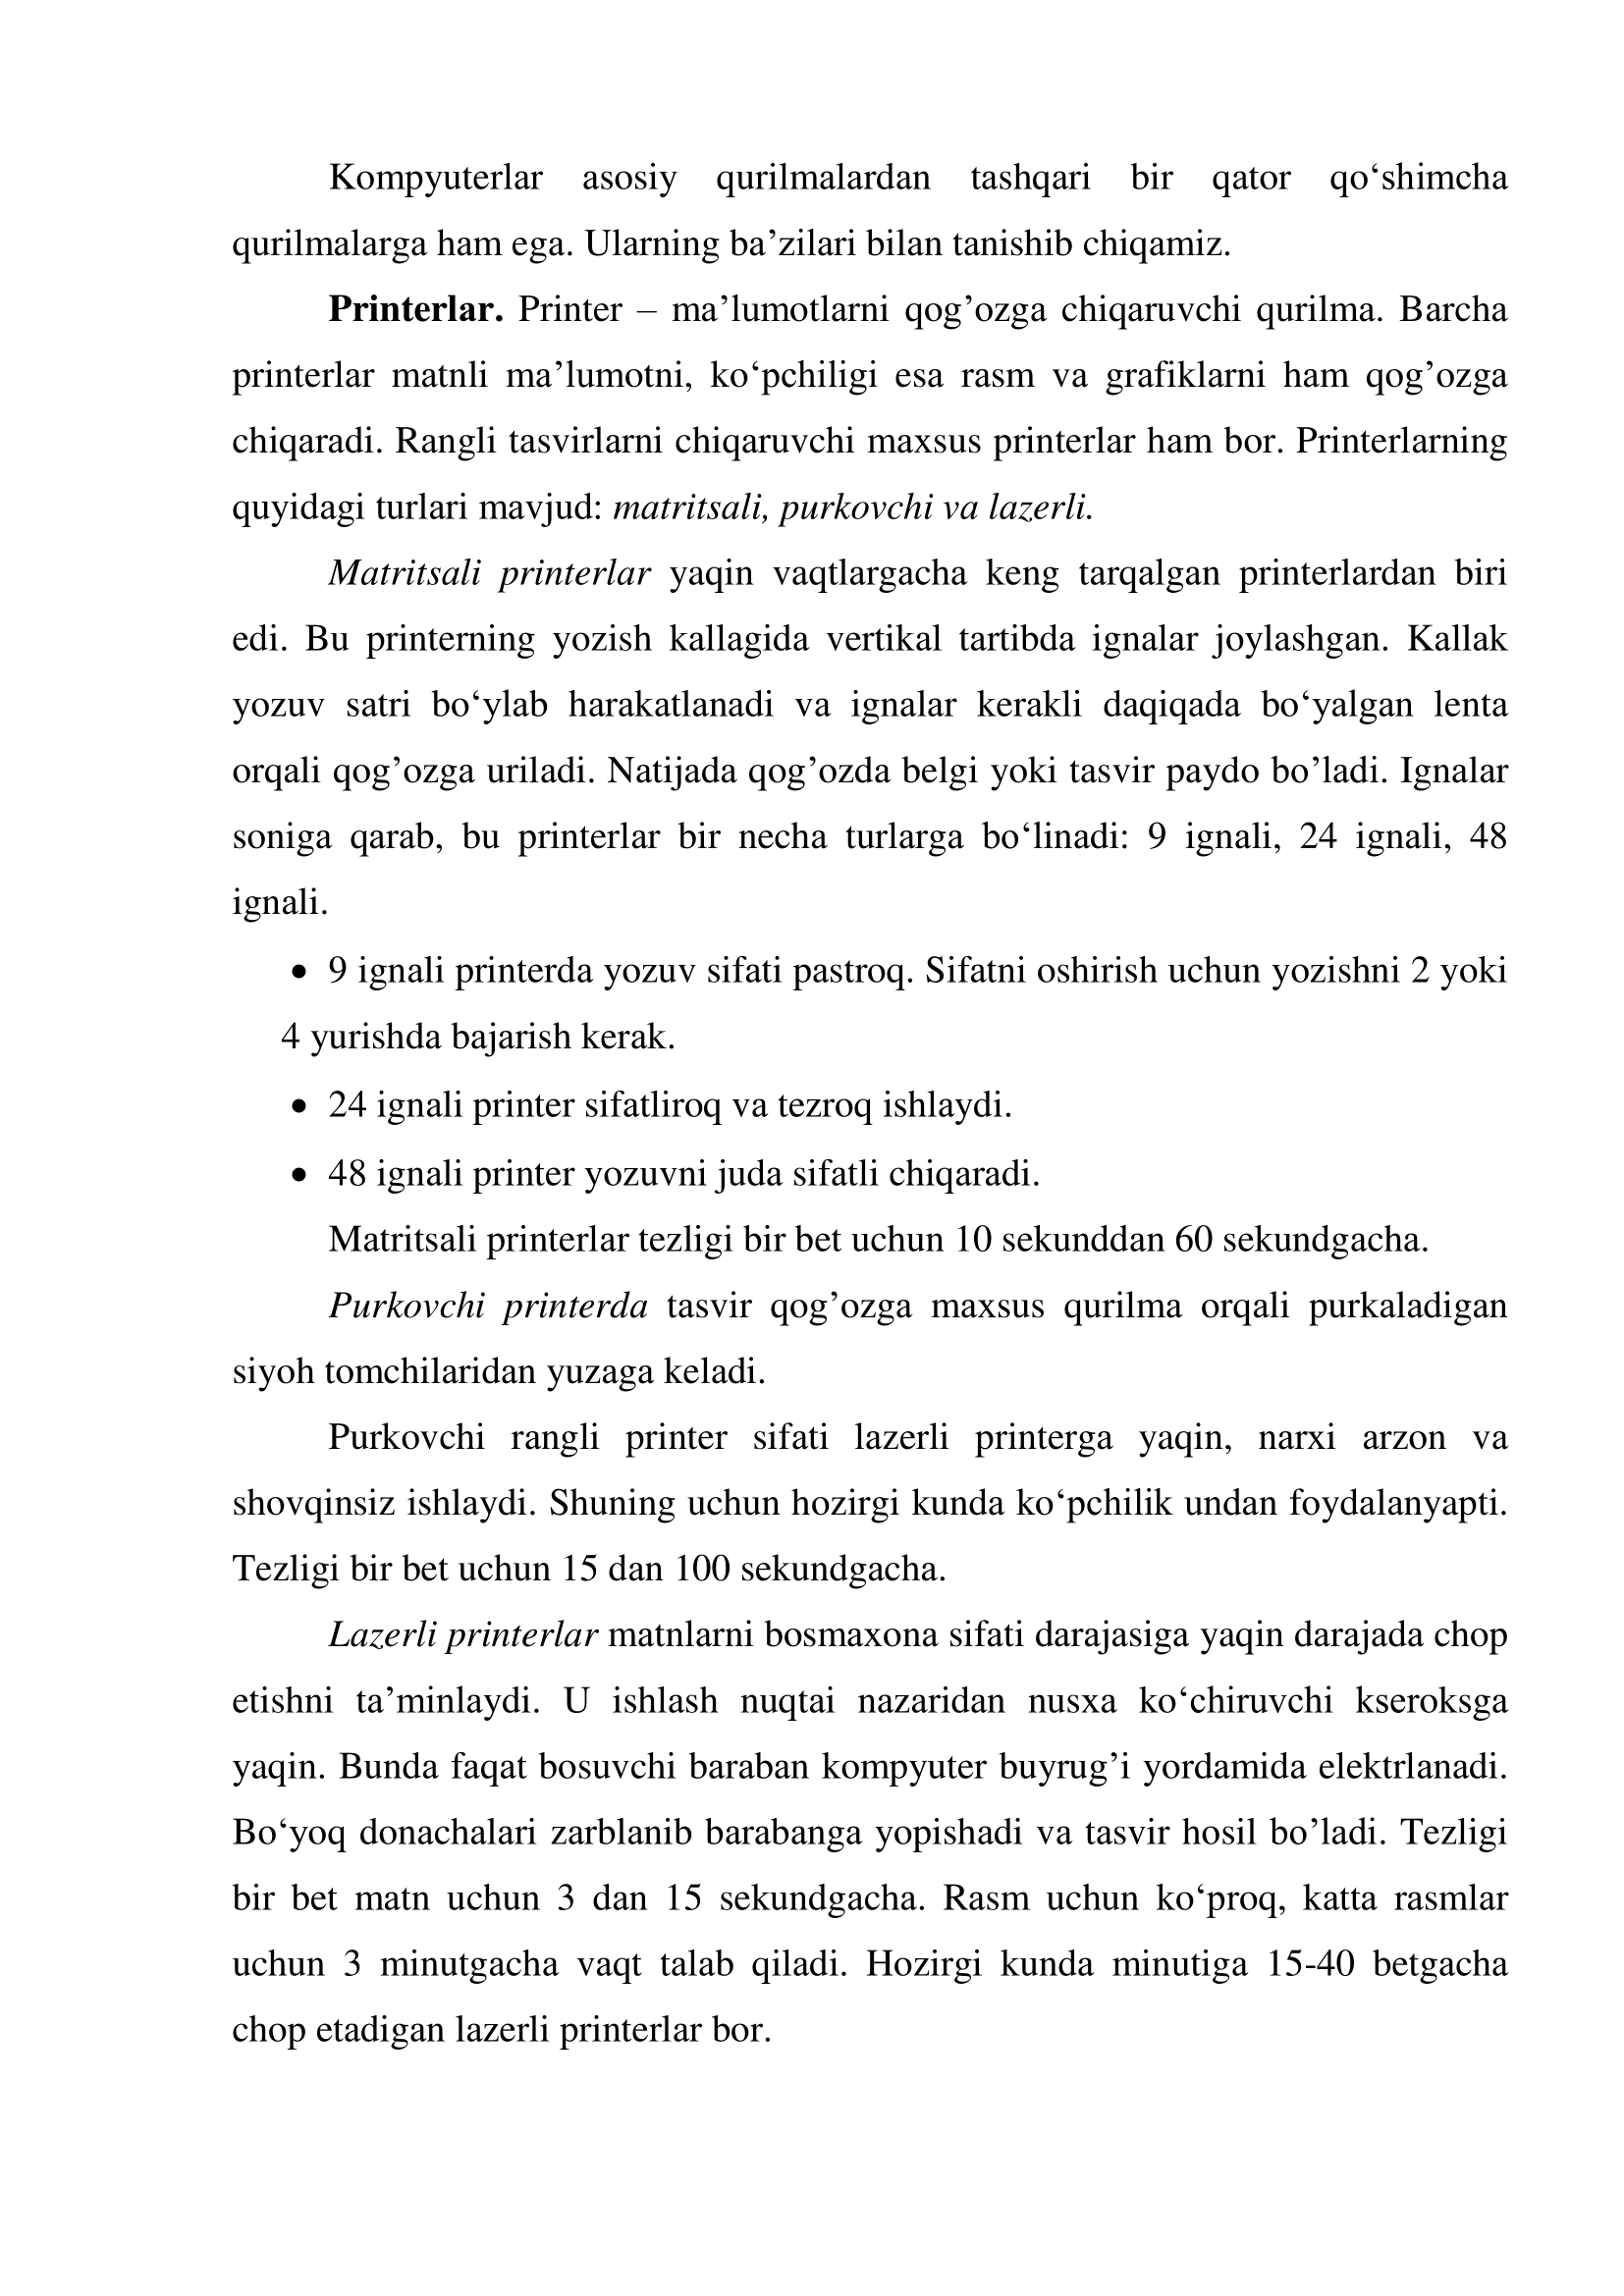 Kompyuterlar asosiy qurilmalardan tashqari bir qator qo‘shimcha
qurilmalarga ham ega. Ularning ba’zilari bilan tanishib chiqamiz.
Printerlar. Printer – ma’lumotlarni qog’ozga chiqaruvchi qurilma. Barcha
printerlar matnli ma’lumotni, ko‘pchiligi esa rasm va grafiklarni ham qog’ozga
chiqaradi. Rangli tasvirlarni chiqaruvchi maxsus printerlar ham bor. Printerlarning
quyidagi turlari mavjud: matritsali, purkovchi va lazerli.
Matritsali printerlar yaqin vaqtlargacha keng tarqalgan printerlardan biri
edi. Bu printerning yozish kallagida vertikal tartibda ignalar joylashgan. Kallak
yozuv satri bo‘ylab harakatlanadi va ignalar kerakli daqiqada bo‘yalgan lenta
orqali qog’ozga uriladi. Natijada qog’ozda belgi yoki tasvir paydo bo’ladi. Ignalar
soniga qarab, bu printerlar bir necha turlarga bo‘linadi: 9 ignali, 24 ignali, 48
ignali.
• 9 ignali printerda yozuv sifati pastroq. Sifatni oshirish uchun yozishni 2 yoki
4 yurishda bajarish kerak.
• 24 ignali printer sifatliroq va tezroq ishlaydi.
• 48 ignali printer yozuvni juda sifatli chiqaradi.
Matritsali printerlar tezligi bir bet uchun 10 sekunddan 60 sekundgacha.
Purkovchi printerda tasvir qog’ozga maxsus qurilma orqali purkaladigan
siyoh tomchilaridan yuzaga keladi.
Purkovchi rangli printer sifati lazerli printerga yaqin, narxi arzon va
shovqinsiz ishlaydi. Shuning uchun hozirgi kunda ko‘pchilik undan foydalanyapti.
Tezligi bir bet uchun 15 dan 100 sekundgacha.
Lazerli printerlar matnlarni bosmaxona sifati darajasiga yaqin darajada chop
etishni ta’minlaydi. U ishlash nuqtai nazaridan nusxa ko‘chiruvchi kseroksga
yaqin. Bunda faqat bosuvchi baraban kompyuter buyrug’i yordamida elektrlanadi.
Bo‘yoq donachalari zarblanib barabanga yopishadi va tasvir hosil bo’ladi. Tezligi
bir bet matn uchun 3 dan 15 sekundgacha. Rasm uchun ko‘proq, katta rasmlar
uchun 3 minutgacha vaqt talab qiladi. Hozirgi kunda minutiga 15-40 betgacha
chop etadigan lazerli printerlar bor.